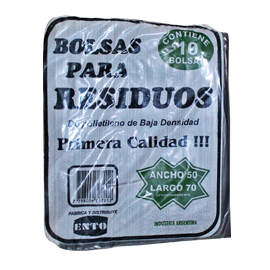 BOLSAS
PARA
RESIDUOS
CONTIENE
10
BOLSAS
De polietileno de Baja Densidad
Primera Calidad !!!
ANCHO 50
LARGO 70
FABRICA Y DISTRIBUYE
ENTO
INDUSTRIA ARGENTINA